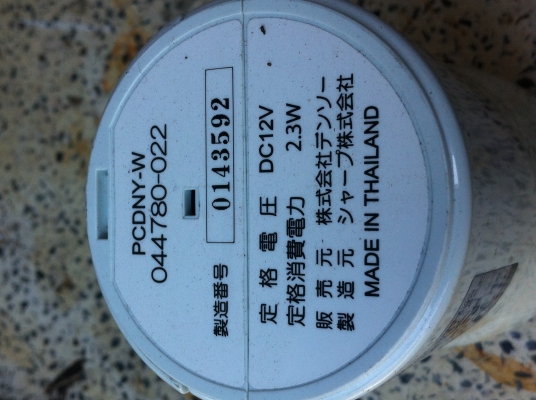 PCDNY-W
044780-022
製造番号 0143592
定格電圧 DC12V
定格消費電力 2.3W
販売元 株式会社デンソー
製造元 シャープ株式会社
MADE IN THAILAND